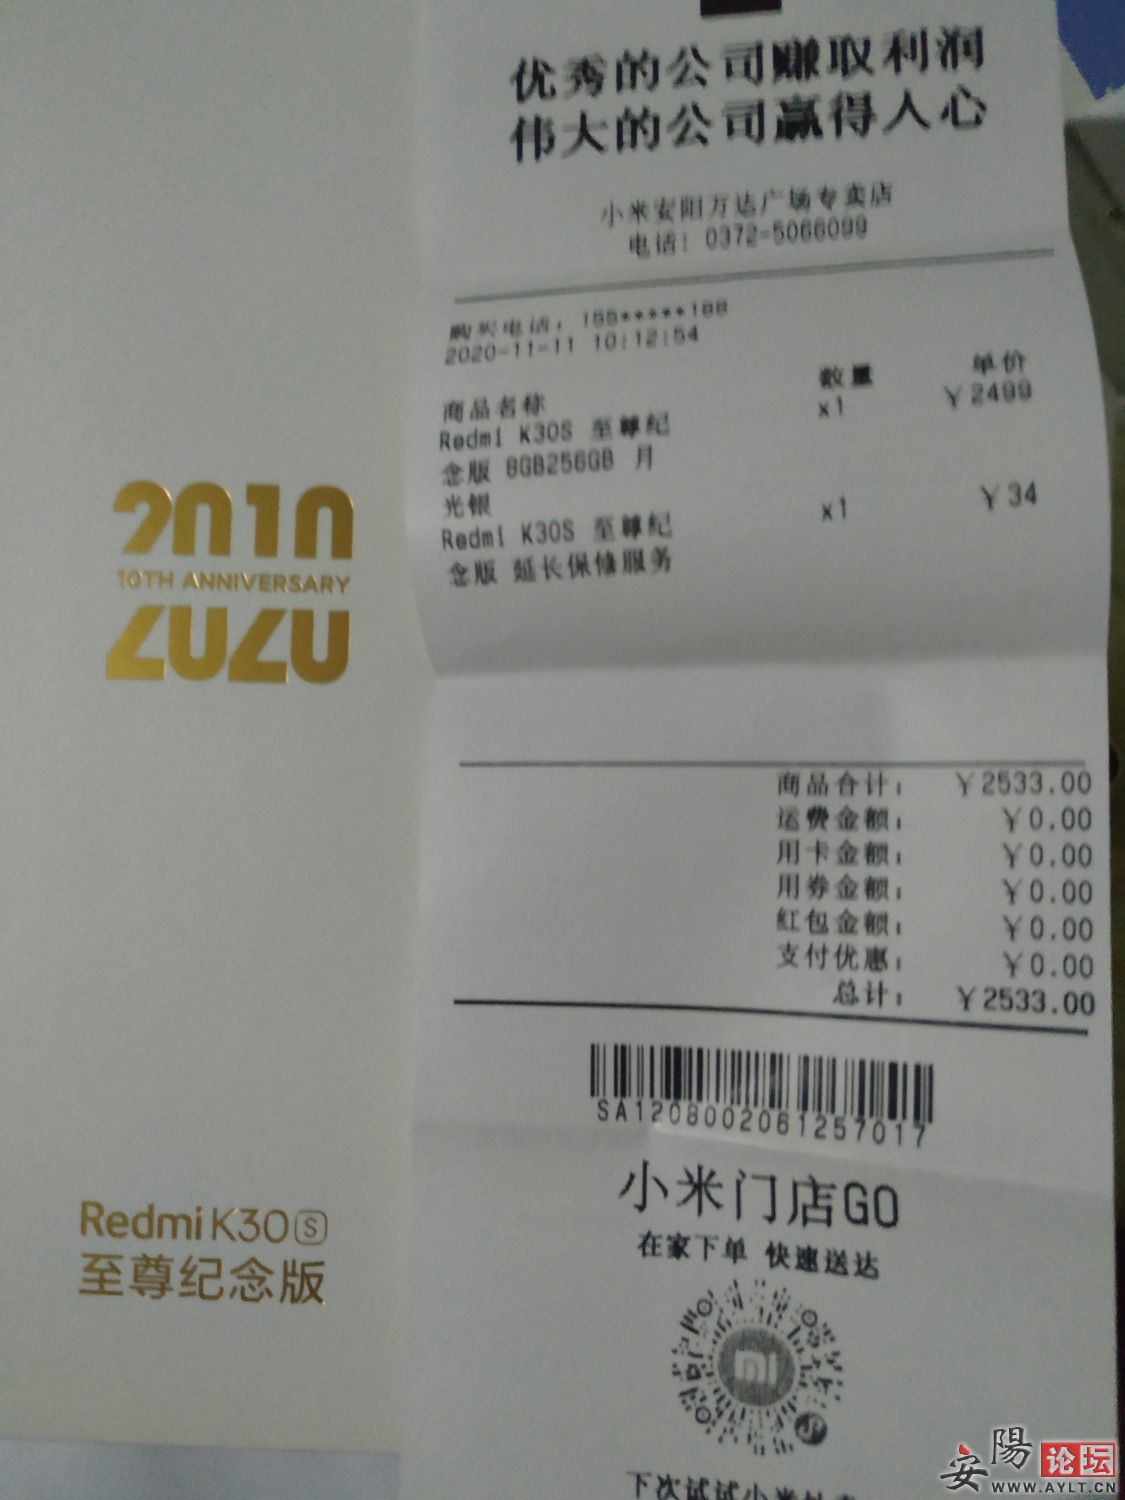 优秀的公司赚取利润
伟大的公司赢得人心
小米安阳万达广场专卖店
电话: 0372-5066099
购买电话: 188*****188
2020-11-11 10:12:54
商品名称 数量 单价
Redmi K30S 至尊纪 x1 ￥2499
念版 8GB256GB 月
光银
Redmi K30S 至尊纪 x1 ￥34
念版 延长保修服务
商品合计: ￥2533.00
运费金额: ￥0.00
用卡金额: ￥0.00
用券金额: ￥0.00
红包金额: ￥0.00
支付优惠: ￥0.00
总计: ￥2533.00
SA1208002061257017
小米门店GO
在家下单 快速送达
下次试试小米
2010
10TH ANNIVERSARY
2020
Redmi K30 S
至尊纪念版
安陽论坛
WWW.AYLT.CN